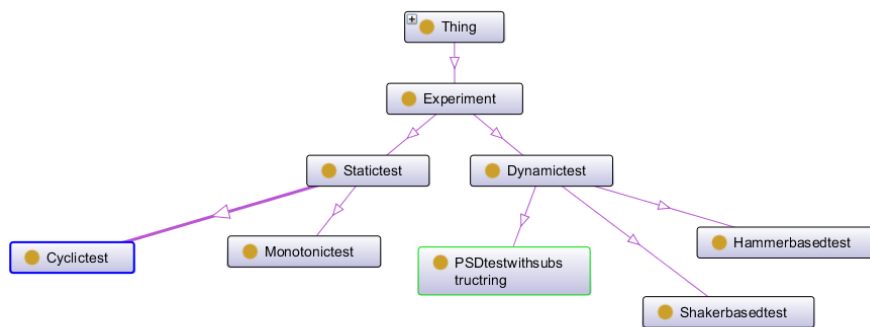 Thing
Experiment
Statictest
Dynamictest
Cyclictest
Monotonictest
PSDtestwithsubs
tructring
Hammerbasedtest
Shakerbasedtest